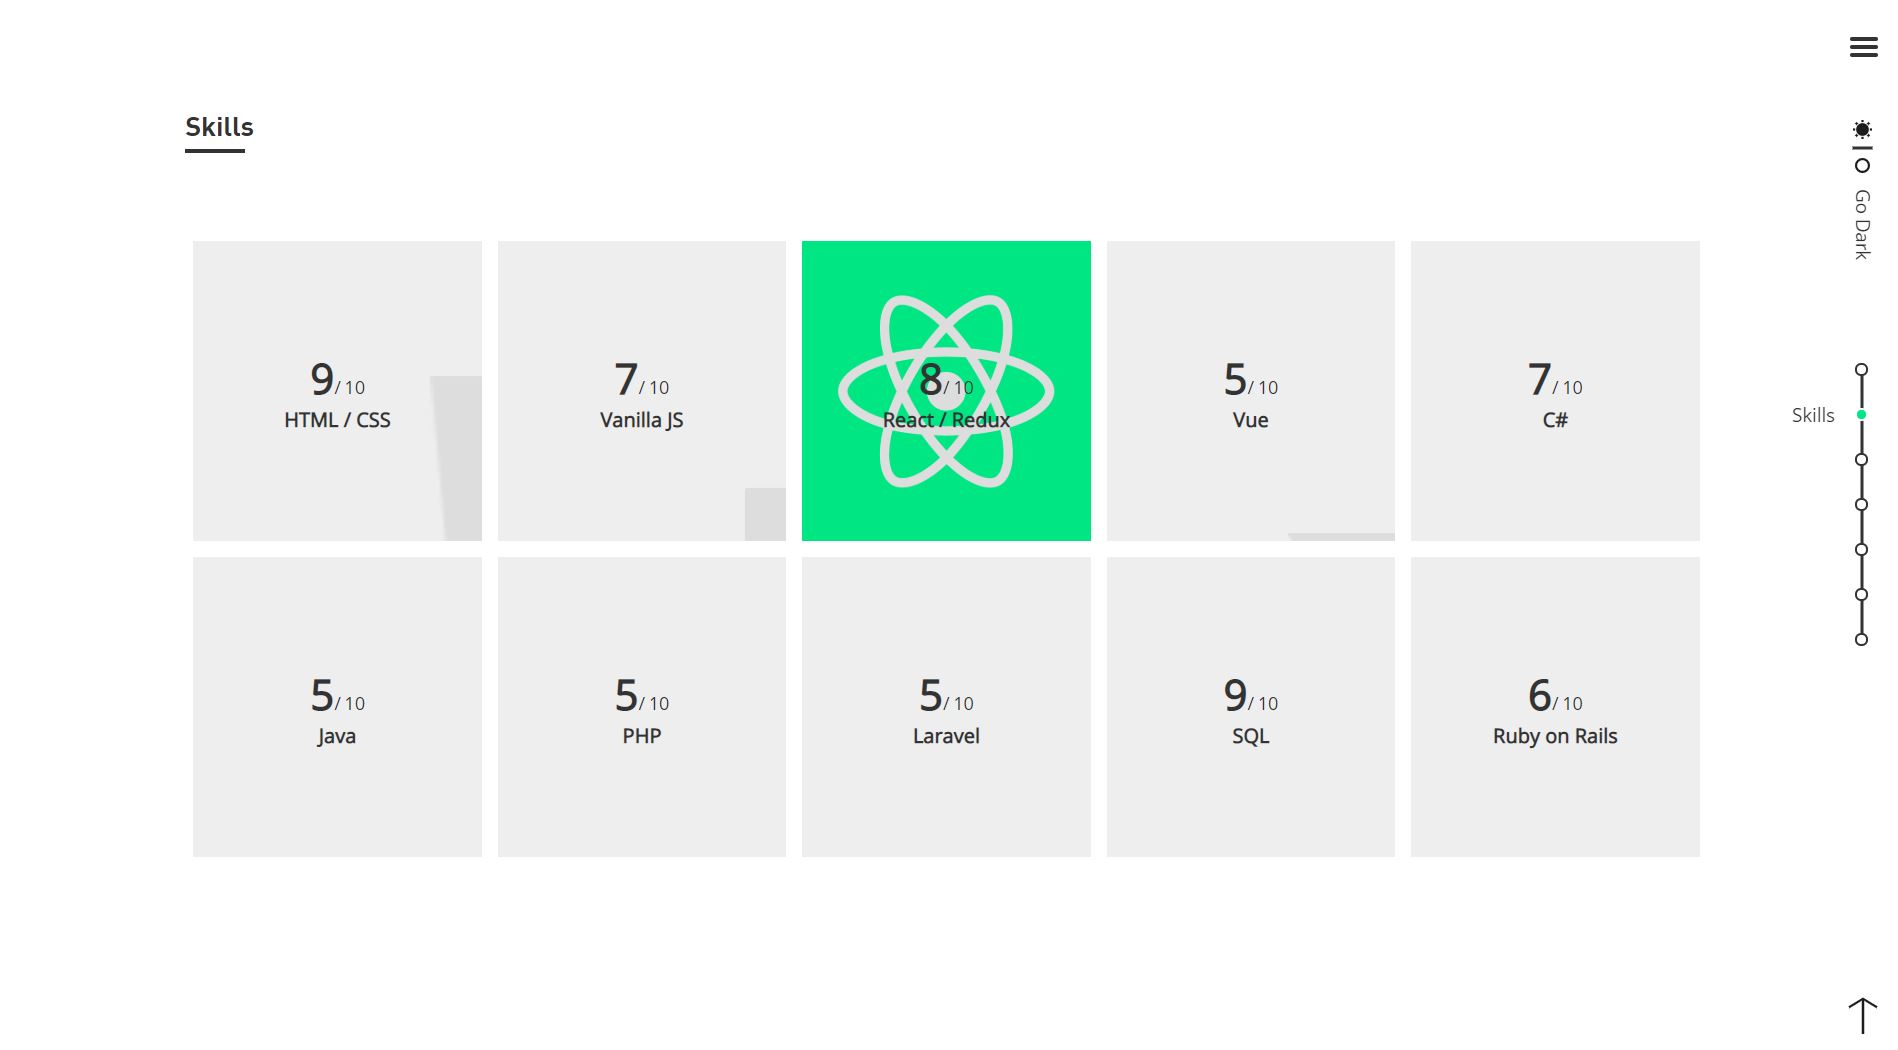 Skills
Go Dark
9/ 10
HTML / CSS
7/ 10
Vanilla JS
8/ 10
React / Redux
5/ 10
Vue
7/ 10
C#
Skills
5/ 10
Java
5/ 10
PHP
5/ 10
Laravel
9/ 10
SQL
6/ 10
Ruby on Rails